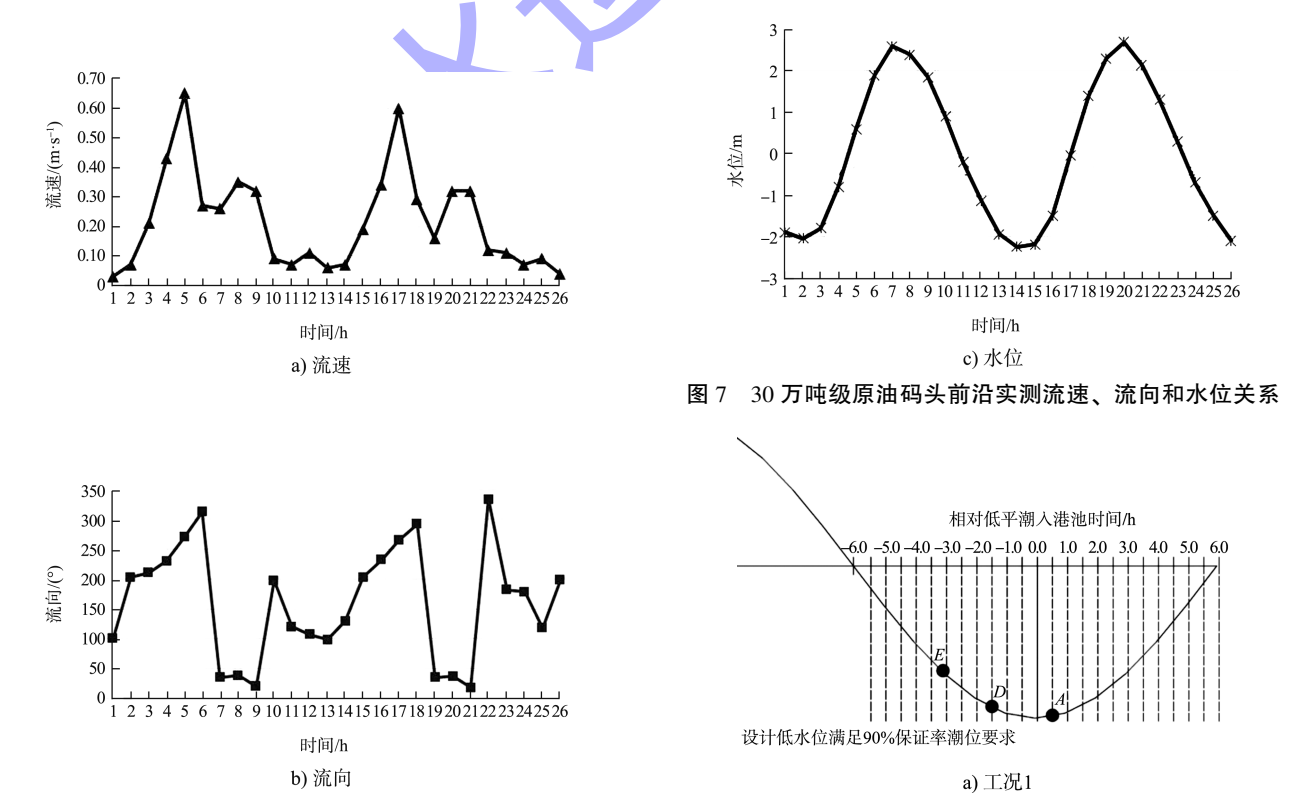 0.70
0.60
0.50
0.40
0.30
0.20
0.10
0
流速/(m·s⁻¹)
1 2 3 4 5 6 7 8 9 10 11 12 13 14 15 16 17 18 19 20 21 22 23 24 25 26
时间/h
a) 流速
350
300
250
200
150
100
50
0
流向/(°)
1 2 3 4 5 6 7 8 9 10 11 12 13 14 15 16 17 18 19 20 21 22 23 24 25 26
时间/h
b) 流向
3
2
1
0
−1
−2
−3
水位/m
1 2 3 4 5 6 7 8 9 10 11 12 13 14 15 16 17 18 19 20 21 22 23 24 25 26
时间/h
c) 水位
图 7 30 万吨级原油码头前沿实测流速、流向和水位关系
相对低平潮入港池时间/h
−6.0 −5.0 −4.0 −3.0 −2.0 −1.0 0.0 1.0 2.0 3.0 4.0 5.0 6.0
E
D
A
设计低水位满足90%保证率潮位要求
a) 工况1